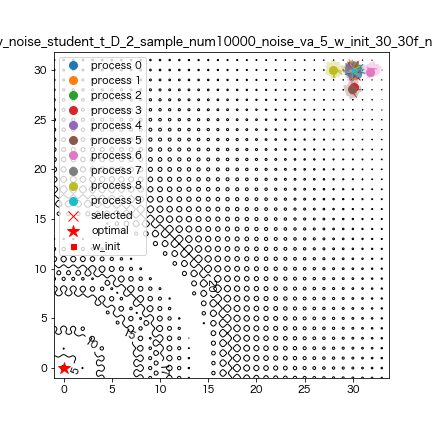 y_noise_student_t_D_2_sample_num10000_noise_va_5_w_init_30_30f_n
30
25
20
15
10
5
0
0
5
10
15
20
25
30
process 0
process 1
process 2
process 3
process 4
process 5
process 6
process 7
process 8
process 9
selected
optimal
w_init